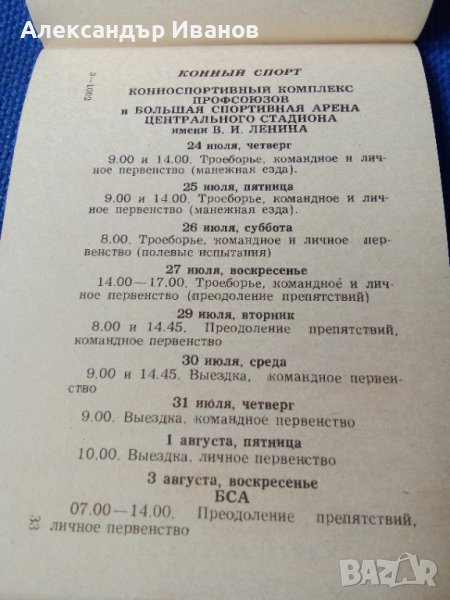 Александър Иванов
3—1062
КОННЫЙ СПОРТ
КОННОСПОРТИВНЫЙ КОМПЛЕКС
ПРОФСОЮЗОВ
и БОЛЬШАЯ СПОРТИВНАЯ АРЕНА
ЦЕНТРАЛЬНОГО СТАДИОНА
имени В. И. ЛЕНИНА
24 июля, четверг
9.00 и 14.00. Троеборье, командное и лич-
ное первенство (манежная езда).
25 июля, пятница
9.00 и 14.00. Троеборье, командное и лич-
ное первенство (манежная езда).
26 июля, суббота
8.00. Троеборье, командное и личное пер-
венство (полевые испытания)
27 июля, воскресенье
14.00—17.00. Троеборье, командное и лич-
ное первенство (преодоление препятствий)
29 июля, вторник
8.00 и 14.45. Преодоление препятствий,
командное первенство
30 июля, среда
9.00 и 14.45. Выездка, командное первен-
ство
31 июля, четверг
9.00. Выездка, командное первенство
1 августа, пятница
10.00. Выездка, личное первенство
3 августа, воскресенье
БСА
07.00—14.00. Преодоление препятствий,
личное первенство
33
BAZAR